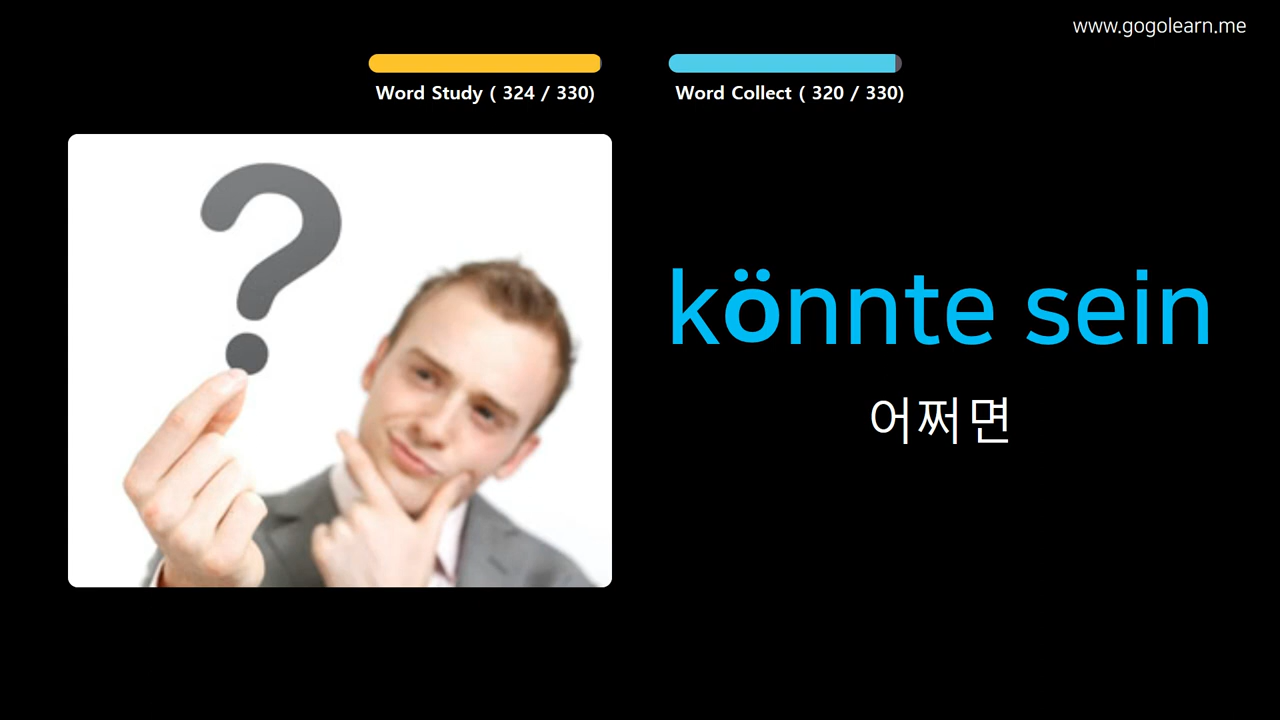 www.gogolearn.me
Word Study ( 324 / 330)
Word Collect ( 320 / 330)
?
könnte sein
어쩌면